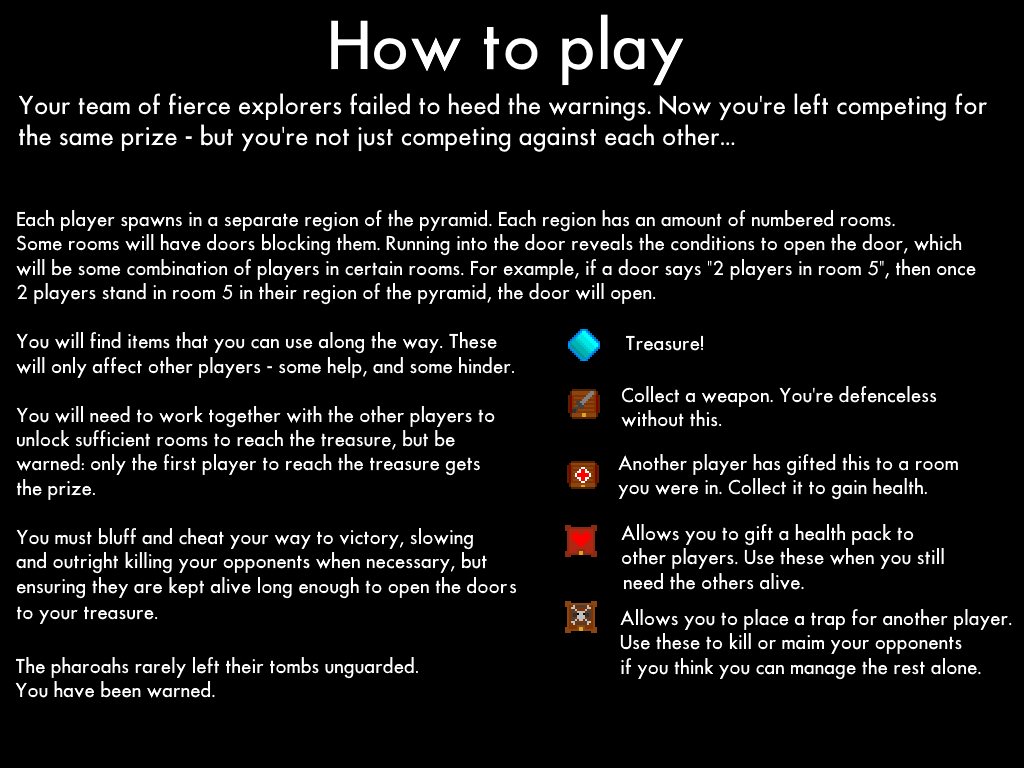 How to play
Your team of fierce explorers failed to heed the warnings. Now you're left competing for
the same prize - but you're not just competing against each other...
Each player spawns in a separate region of the pyramid. Each region has an amount of numbered rooms.
Some rooms will have doors blocking them. Running into the door reveals the conditions to open the door, which
will be some combination of players in certain rooms. For example, if a door says "2 players in room 5", then once
2 players stand in room 5 in their region of the pyramid, the door will open.
You will find items that you can use along the way. These
will only affect other players - some help, and some hinder.
You will need to work together with the other players to
unlock sufficient rooms to reach the treasure, but be
warned: only the first player to reach the treasure gets
the prize.
You must bluff and cheat your way to victory, slowing
and outright killing your opponents when necessary, but
ensuring they are kept alive long enough to open the doors
to your treasure.
The pharoahs rarely left their tombs unguarded.
You have been warned.
Treasure!
Collect a weapon. You're defenceless
without this.
Another player has gifted this to a room
you were in. Collect it to gain health.
Allows you to gift a health pack to
other players. Use these when you still
need the others alive.
Allows you to place a trap for another player.
Use these to kill or maim your opponents
if you think you can manage the rest alone.